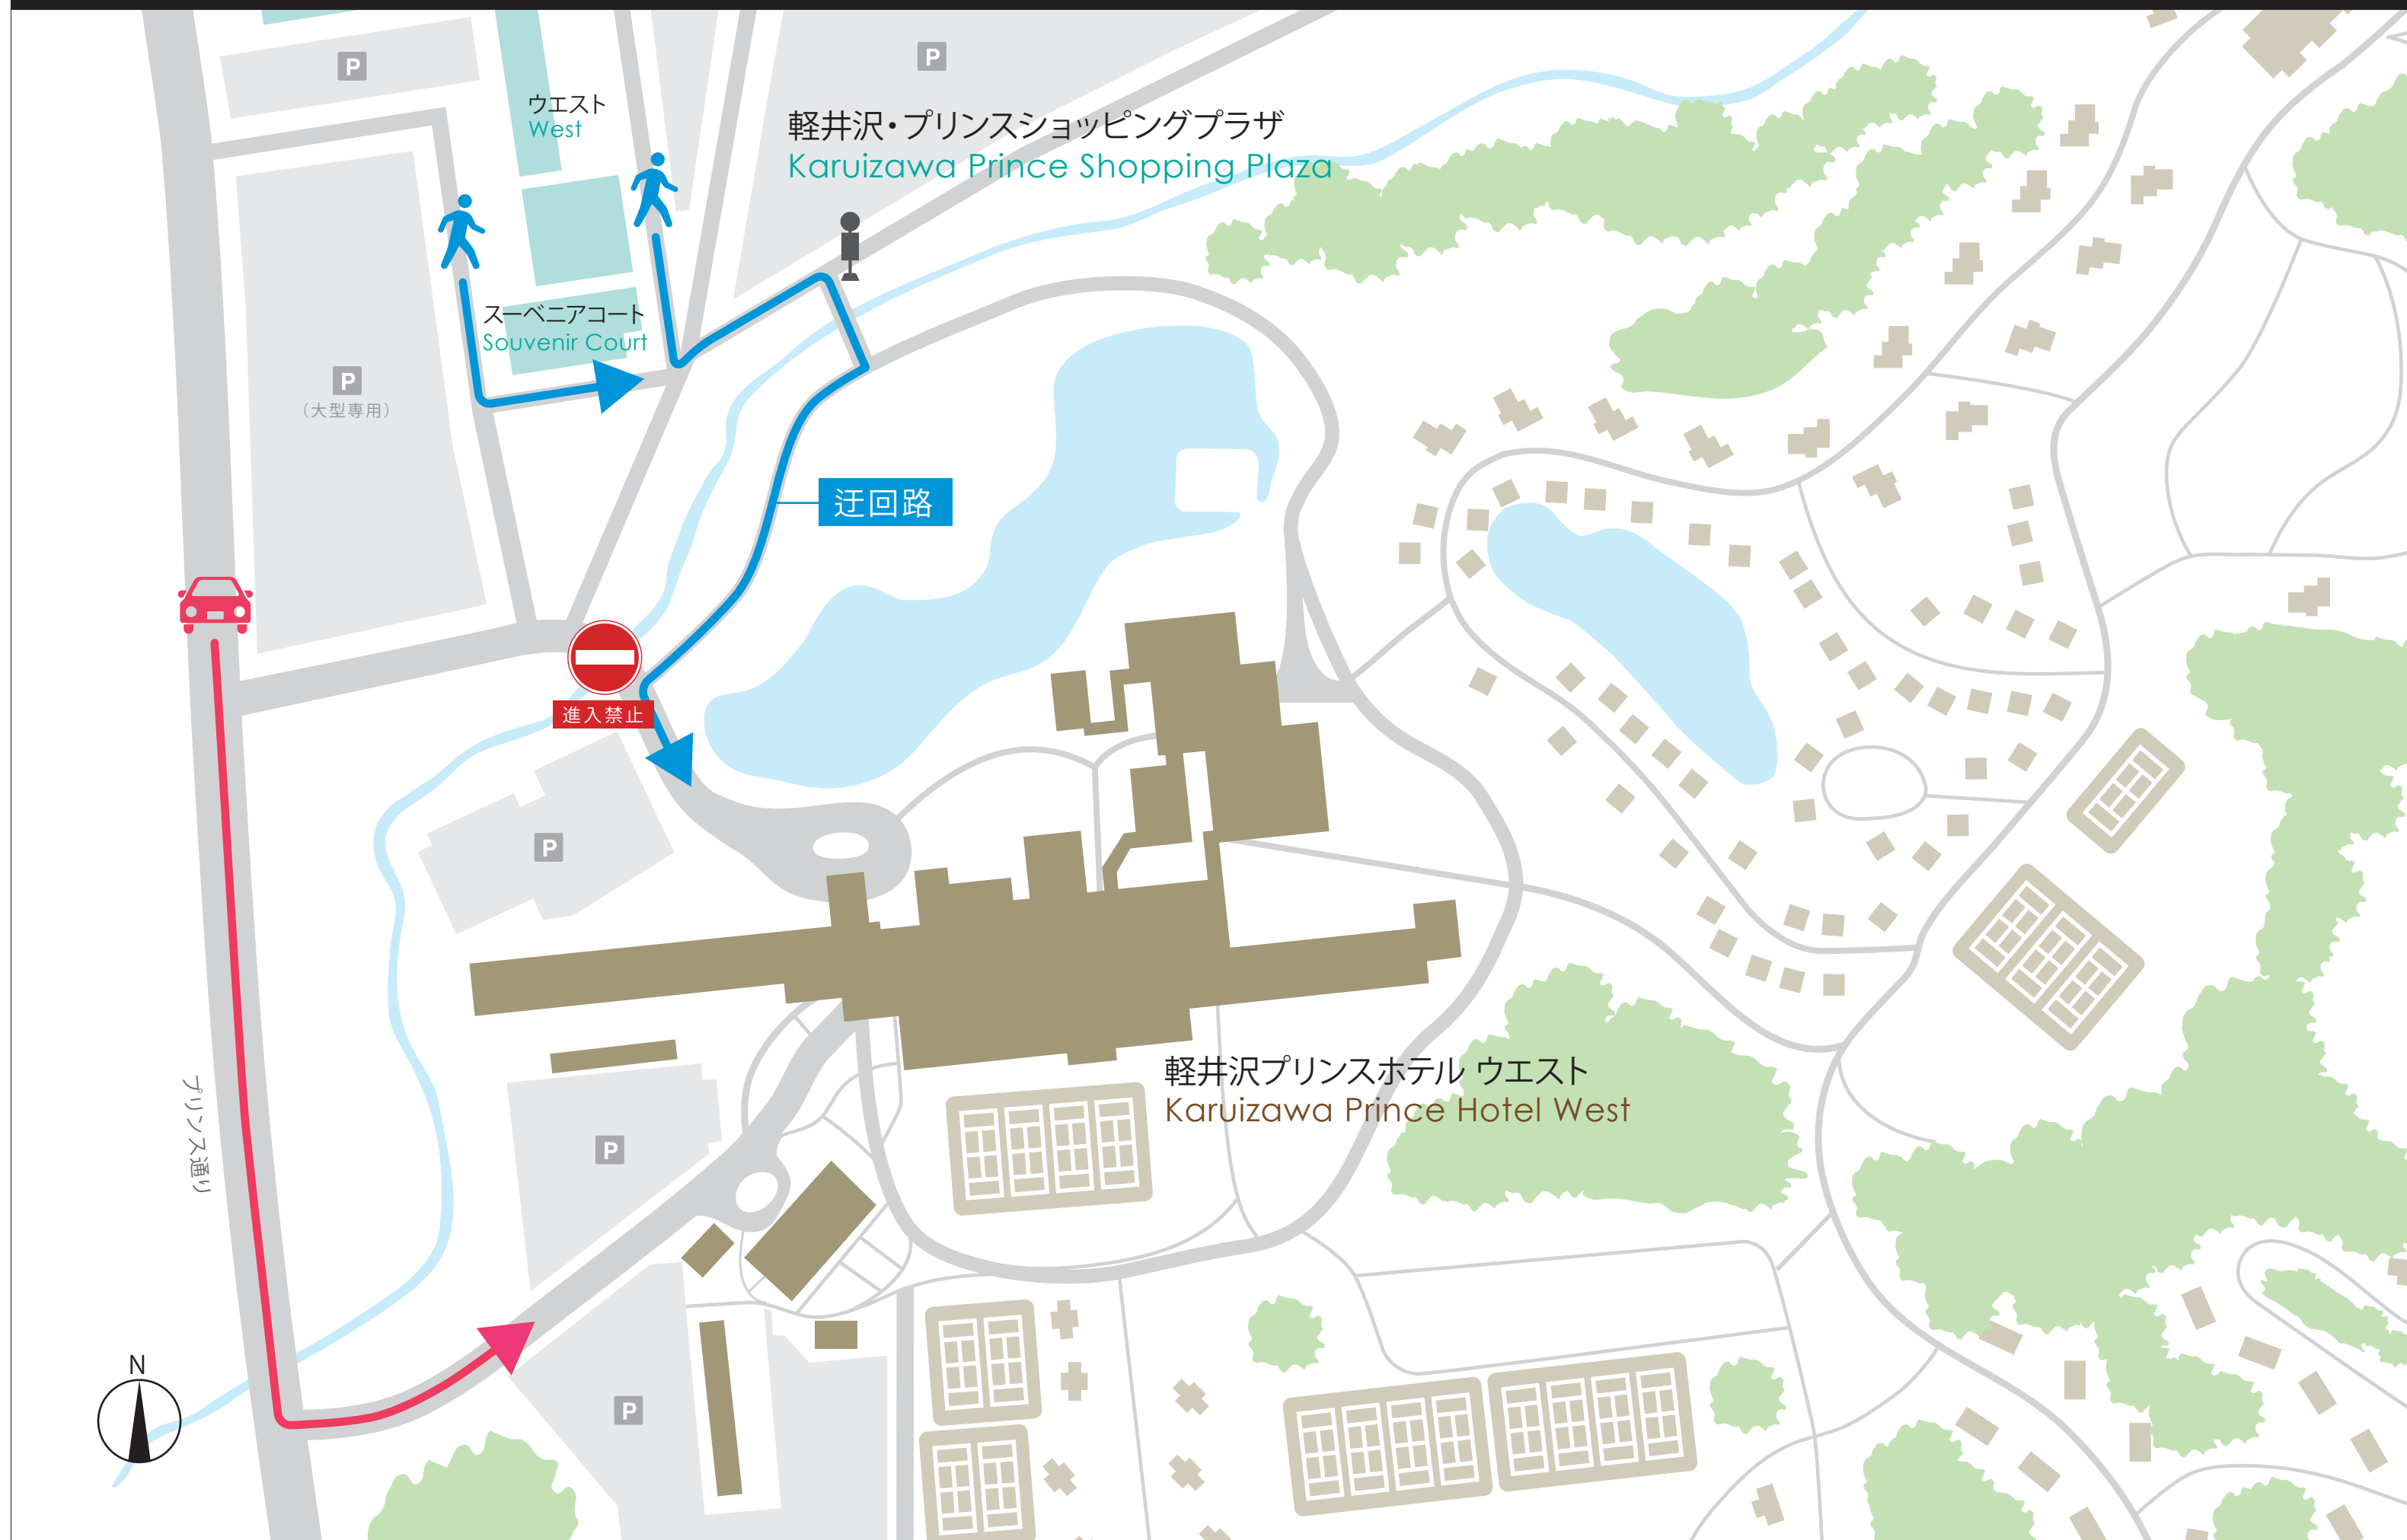 P
P
ウエスト
West
軽井沢・プリンスショッピングプラザ
Karuizawa Prince Shopping Plaza
スーベニアコート
Souvenir Court
P
（大型専用）
迂回路
進入禁止
P
軽井沢プリンスホテル ウエスト
Karuizawa Prince Hotel West
プリンス通り
P
N
P